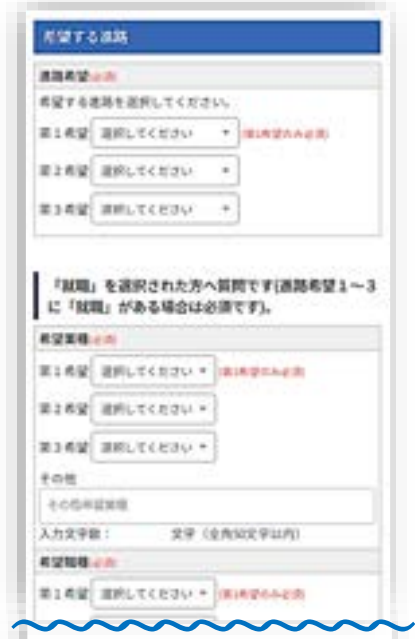 希望する進路
進路希望(必須)
希望する進路を選択してください。
第1希望 選択してください (第1希望のみ必須)
第2希望 選択してください
第3希望 選択してください
「就職」を選択された方へ質問です(進路希望1～3
に「就職」がある場合は必須です)。
希望業種(必須)
第1希望 選択してください (第1希望のみ必須)
第2希望 選択してください
第3希望 選択してください
その他
その他希望業種
入力文字数： 文字（全角50文字以内）
希望職種(必須)
第1希望 選択してください (第1希望のみ必須)